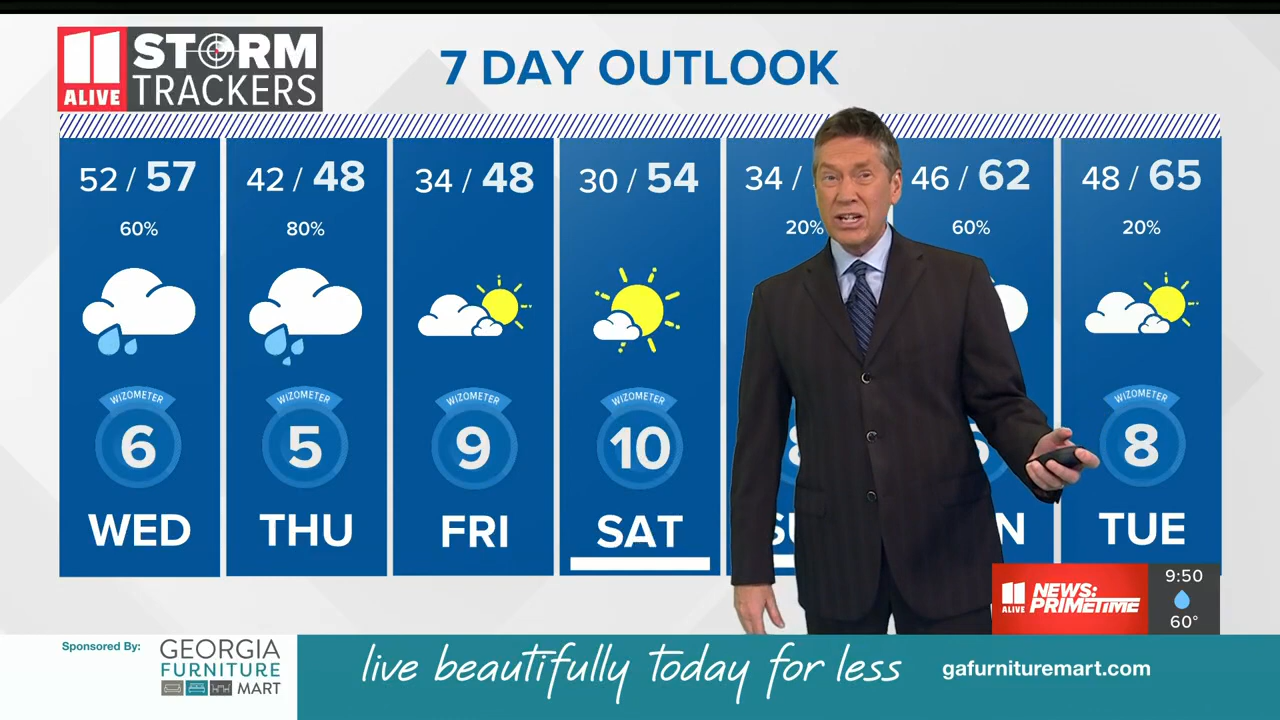 11
ALIVE
STORM
TRACKERS
7 DAY OUTLOOK
52 / 57
60%
WIZOMETER
6
WED
42 / 48
80%
WIZOMETER
5
THU
34 / 48
WIZOMETER
9
FRI
30 / 54
WIZOMETER
10
SAT
34 /
20%
46 / 62
60%
48 / 65
20%
WIZOMETER
8
TUE
11
ALIVE
NEWS:
PRIMETIME
9:50
60°
Sponsored By:
GEORGIA
FURNITURE
MART
live beautifully today for less
gafurnituremart.com